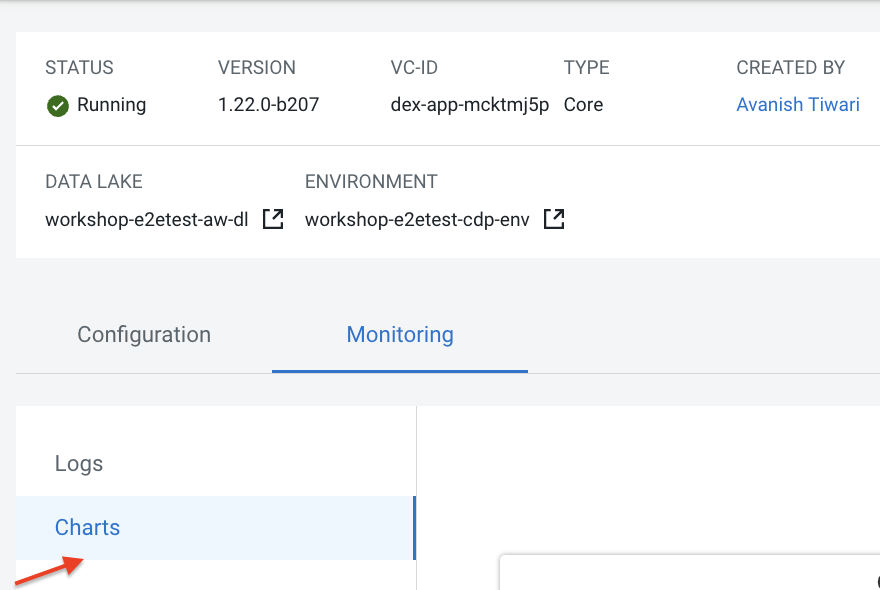 STATUS VERSION VC-ID TYPE CREATED BY
Running 1.22.0-b207 dex-app-mcktmj5p Core Avanish Tiwari
DATA LAKE ENVIRONMENT
workshop-e2etest-aw-dl workshop-e2etest-cdp-env
Configuration Monitoring
Logs
Charts